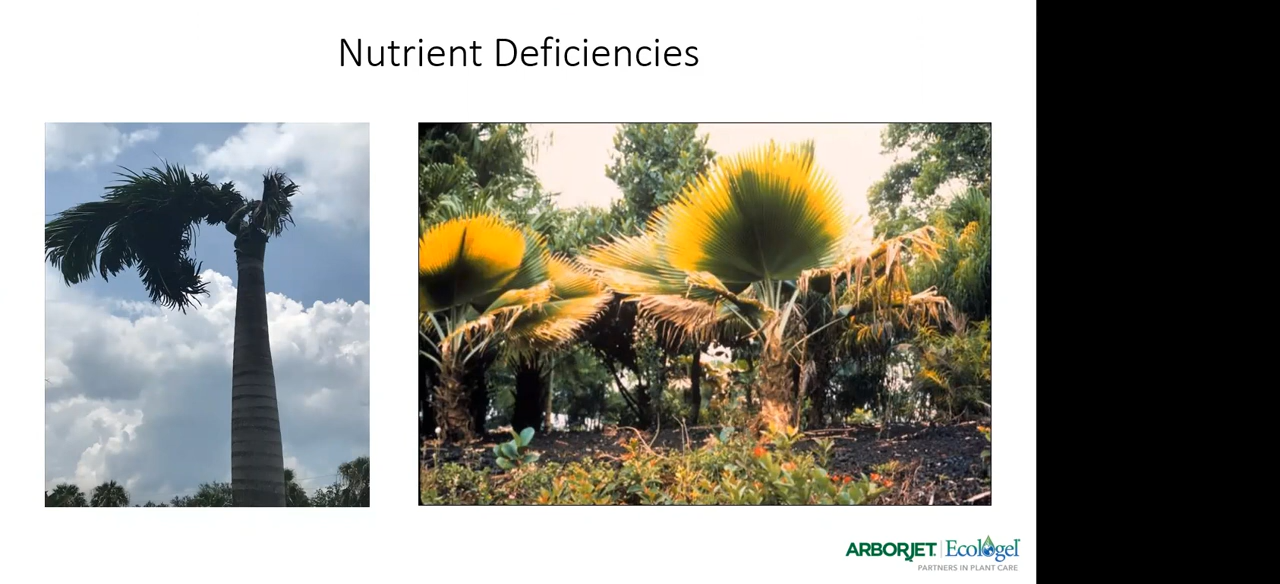 Nutrient Deficiencies
ARBORJET | Ecologel
PARTNERS IN PLANT CARE